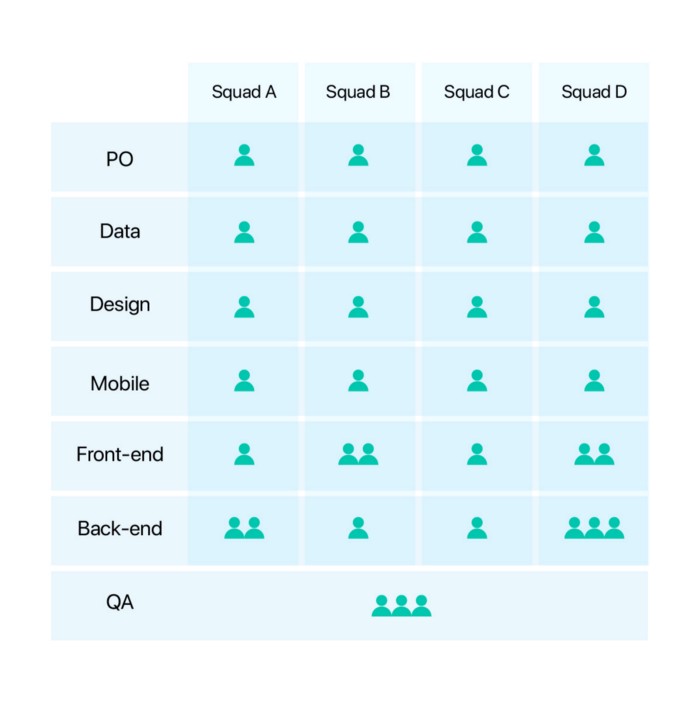 Squad A Squad B Squad C Squad D
PO
Data
Design
Mobile
Front-end
Back-end
QA